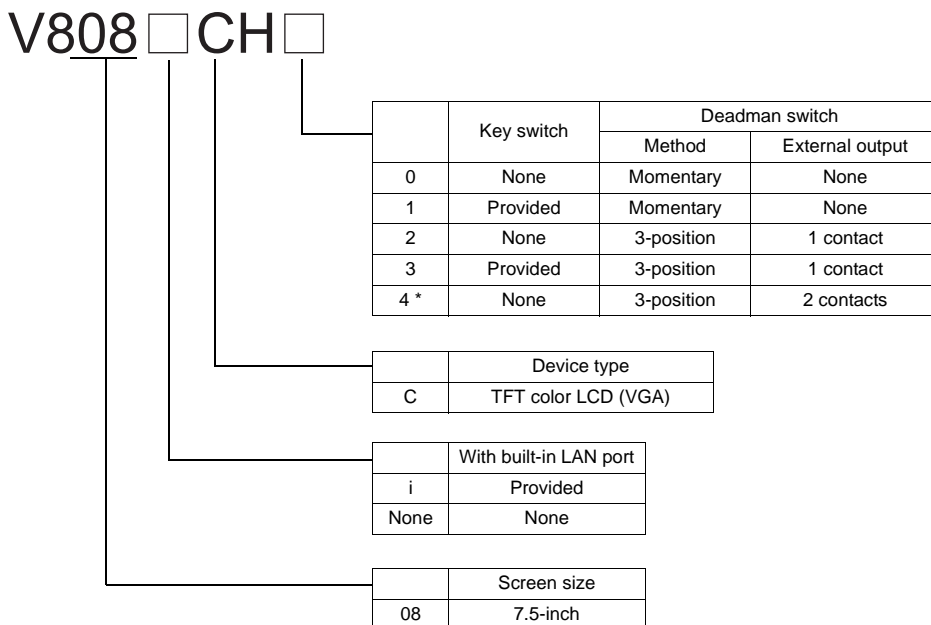 V808□CH□
Key switch Deadman switch
Method External output
0 None Momentary None
1 Provided Momentary None
2 None 3-position 1 contact
3 Provided 3-position 1 contact
4 * None 3-position 2 contacts
Device type
C TFT color LCD (VGA)
With built-in LAN port
i Provided
None None
Screen size
08 7.5-inch